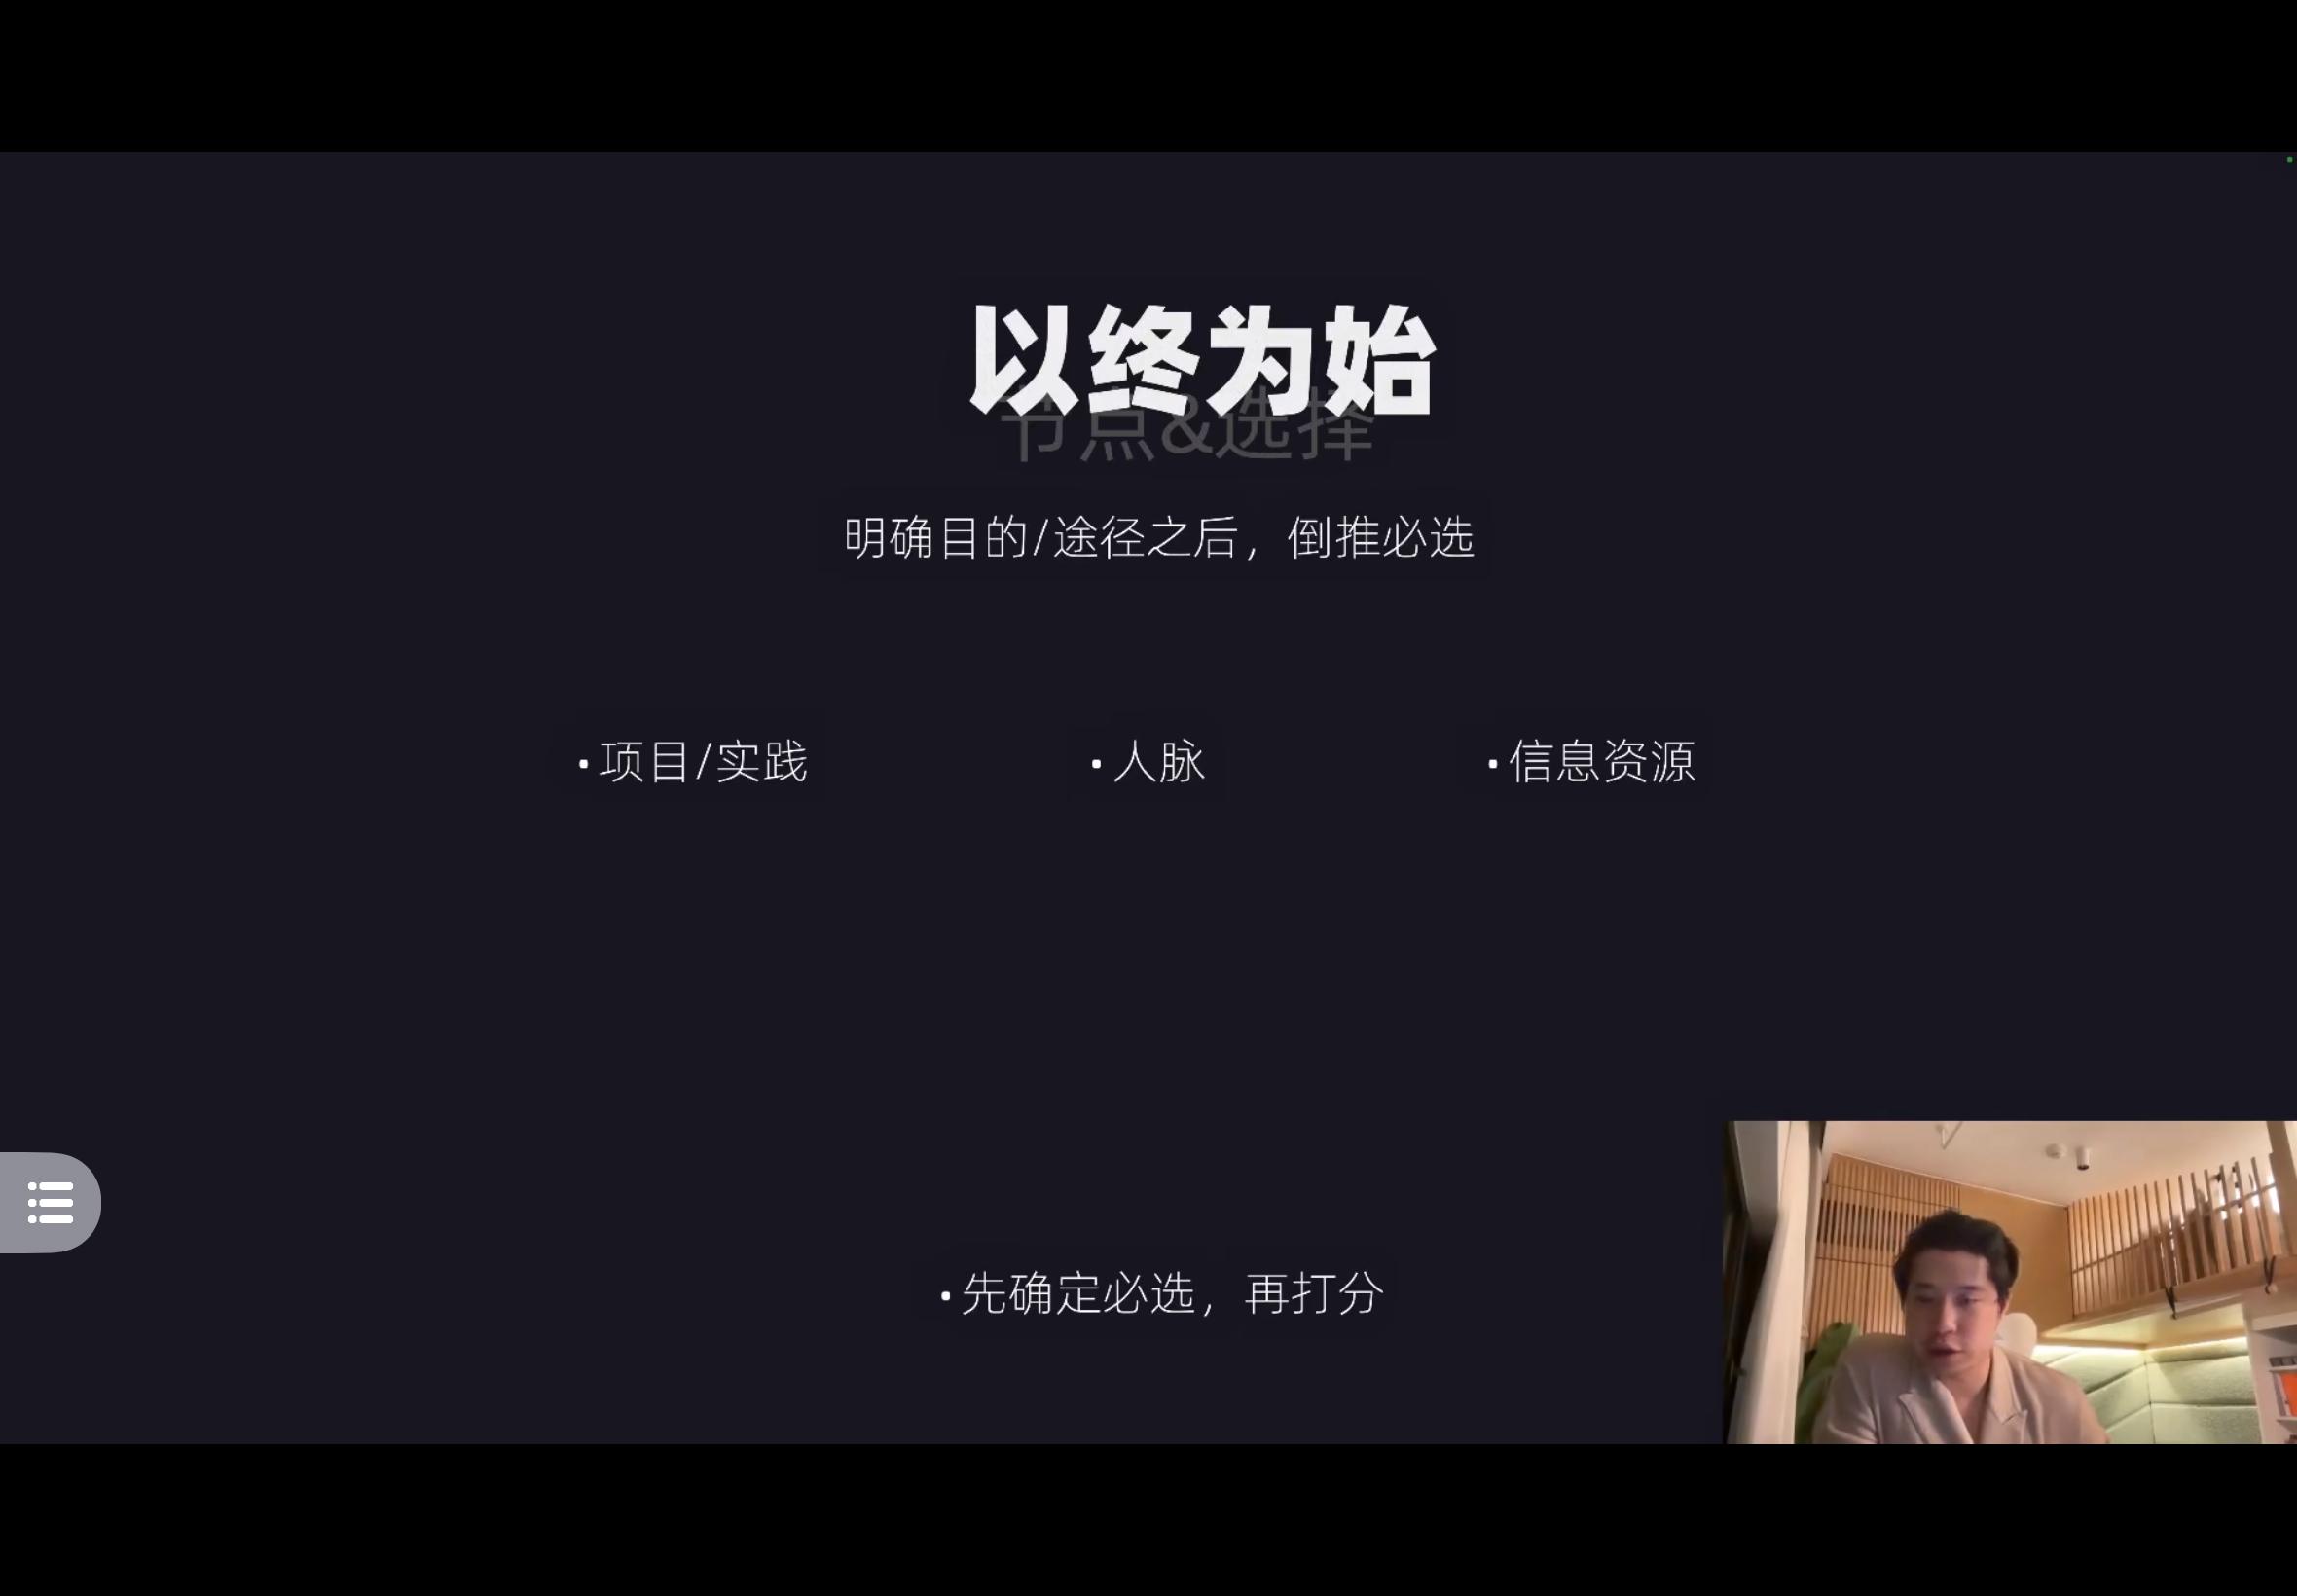 以终为始
节点&选择
明确目的/途径之后，倒推必选
·项目/实践
·人脉
·信息资源
·先确定必选，再打分